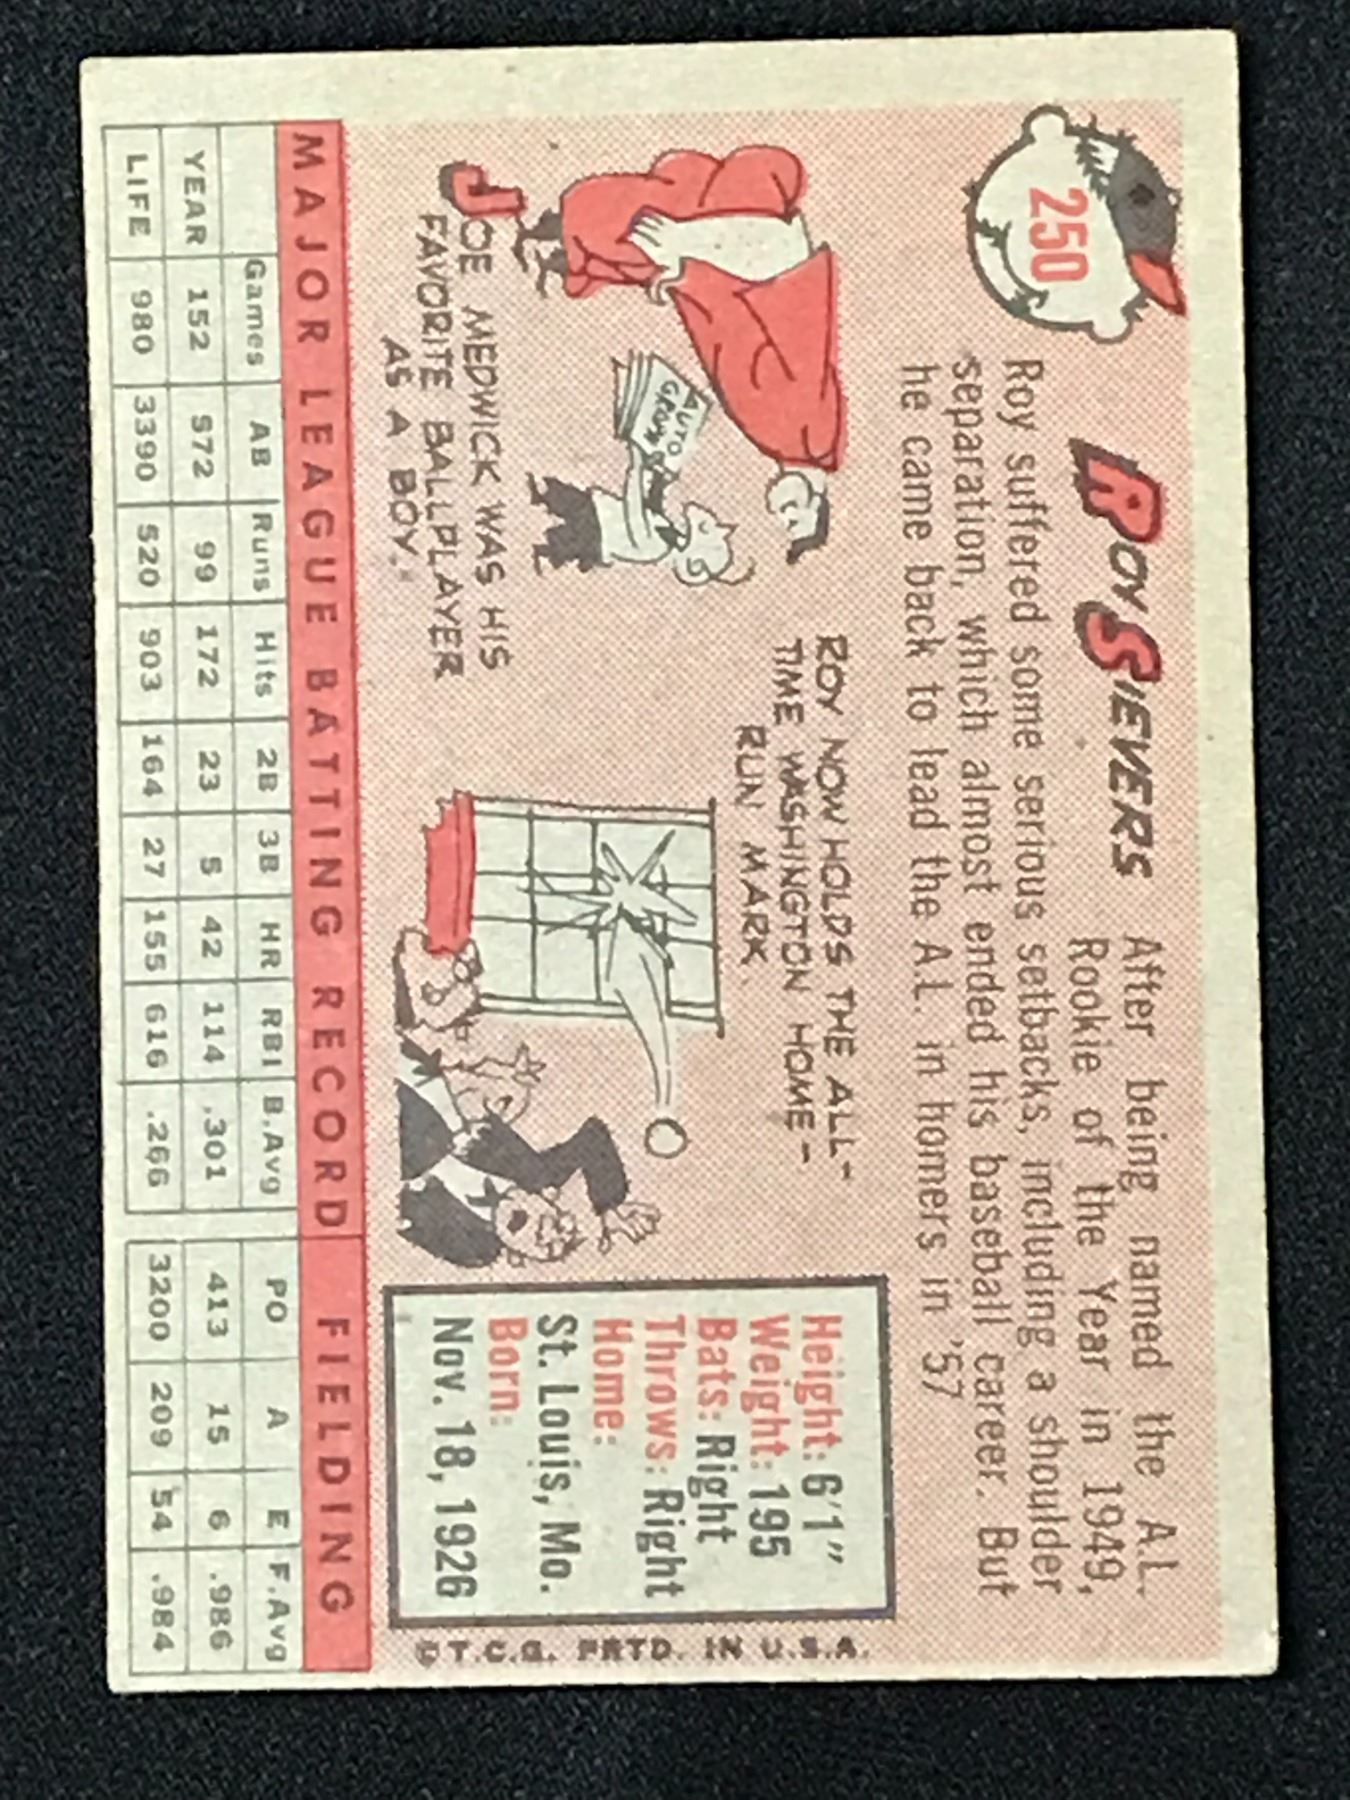 250
ROY SIEVERS
After being named the A.L.
Rookie of the Year in 1949,
Roy suffered some serious setbacks, including a shoulder
separation, which almost ended his baseball career. But
he came back to lead the A.L. in homers in '57
ROY NOW HOLDS THE ALL-
TIME WASHINGTON HOME-
RUN MARK.
AUTO
GRAPHS
JOE MEDWICK WAS HIS
FAVORITE BALLPLAYER
AS A BOY.
Height: 6'1"
Weight: 195
Bats: Right
Throws: Right
Home:
St. Louis, Mo.
Born:
Nov. 18, 1926
© T.C.G. PRTD. IN U.S.A.
MAJOR LEAGUE BATTING RECORD FIELDING
Games AB Runs Hits 2B 3B HR RBI B.Avg PO A E F.Avg
YEAR 152 572 99 172 23 5 42 114 .301 413 15 6 .986
LIFE 980 3390 520 903 164 27 155 616 .266 3200 209 54 .984